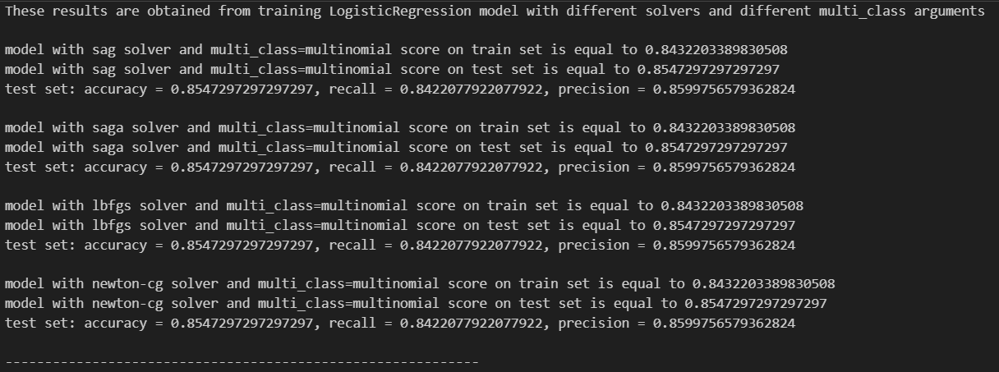 These results are obtained from training LogisticRegression model with different solvers and different multi_class arguments
model with sag solver and multi_class=multinomial score on train set is equal to 0.8432203389830508
model with sag solver and multi_class=multinomial score on test set is equal to 0.8547297297297297
test set: accuracy = 0.8547297297297297, recall = 0.8422077922077922, precision = 0.8599756579362824
model with saga solver and multi_class=multinomial score on train set is equal to 0.8432203389830508
model with saga solver and multi_class=multinomial score on test set is equal to 0.8547297297297297
test set: accuracy = 0.8547297297297297, recall = 0.8422077922077922, precision = 0.8599756579362824
model with lbfgs solver and multi_class=multinomial score on train set is equal to 0.8432203389830508
model with lbfgs solver and multi_class=multinomial score on test set is equal to 0.8547297297297297
test set: accuracy = 0.8547297297297297, recall = 0.8422077922077922, precision = 0.8599756579362824
model with newton-cg solver and multi_class=multinomial score on train set is equal to 0.8432203389830508
model with newton-cg solver and multi_class=multinomial score on test set is equal to 0.8547297297297297
test set: accuracy = 0.8547297297297297, recall = 0.8422077922077922, precision = 0.8599756579362824
------------------------------------------------------------